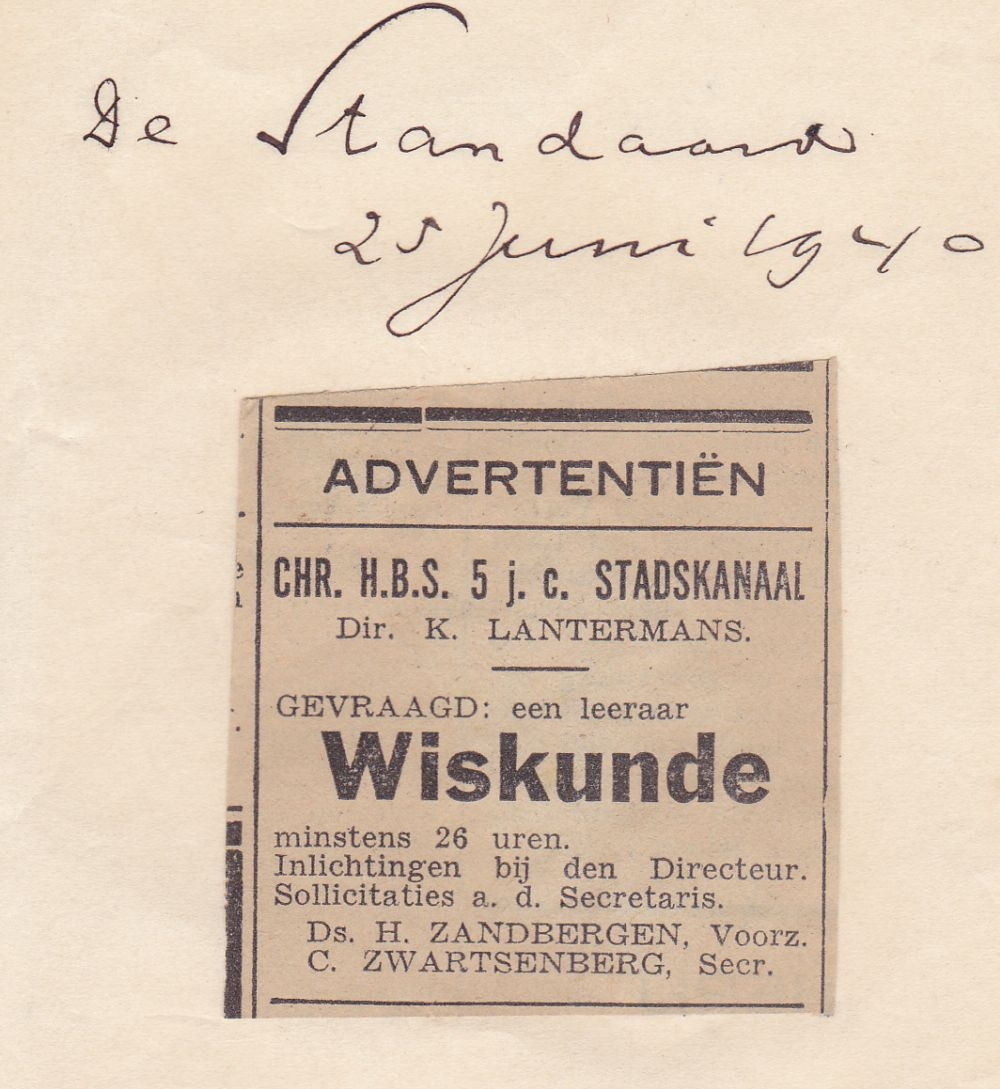 De Standaard
25 Juni 1940
ADVERTENTIËN
CHR. H.B.S. 5 j. c. STADSKANAAL
Dir. K. LANTERMANS.
GEVRAAGD: een leeraar
Wiskunde
minstens 26 uren.
Inlichtingen bij den Directeur.
Sollicitaties a. d. Secretaris.
Ds. H. ZANDBERGEN, Voorz.
C. ZWARTSENBERG, Secr.